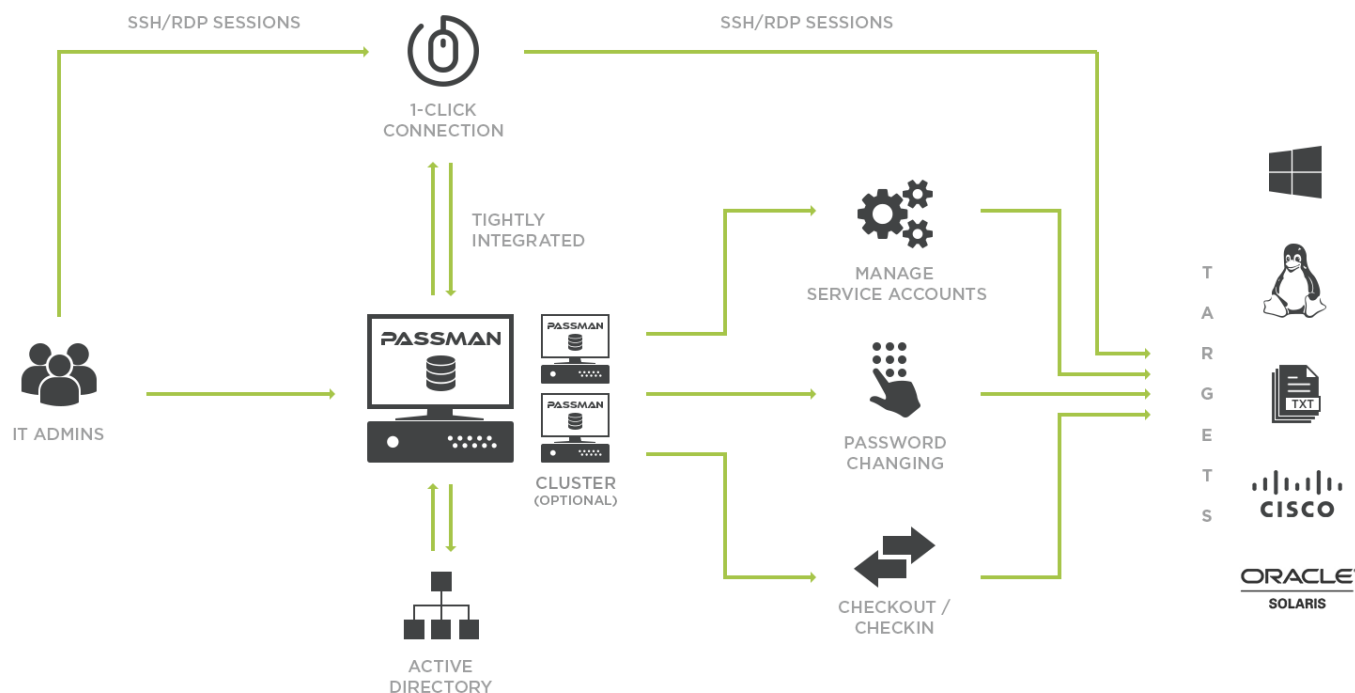 SSH/RDP SESSIONS
SSH/RDP SESSIONS
1-CLICK
CONNECTION
TIGHTLY
INTEGRATED
MANAGE
SERVICE ACCOUNTS
PASSMAN
PASSMAN
PASSMAN
IT ADMINS
CLUSTER
(OPTIONAL)
PASSWORD
CHANGING
CHECKOUT /
CHECKIN
ACTIVE
DIRECTORY
T
A
R
G
E
T
S
TXT
CISCO
ORACLE
SOLARIS